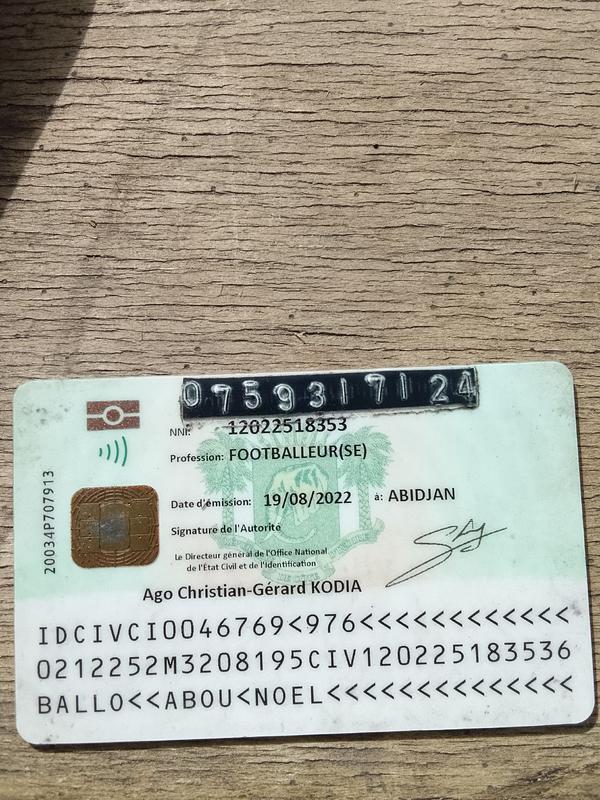 0759317124
NNI: 12022518353
Profession: FOOTBALLEUR(SE)
Date d'émission: 19/08/2022 à: ABIDJAN
Signature de l'Autorité
Le Directeur général de l'Office National
de l'État Civil et de l'Identification
Ago Christian-Gérard KODIA
20034P707913
IDCIVCI0046769<976<<<<<<<<<<<<
0212252M3208195CIV120225183536
BALLO<<ABOU<NOEL<<<<<<<<<<<<<<